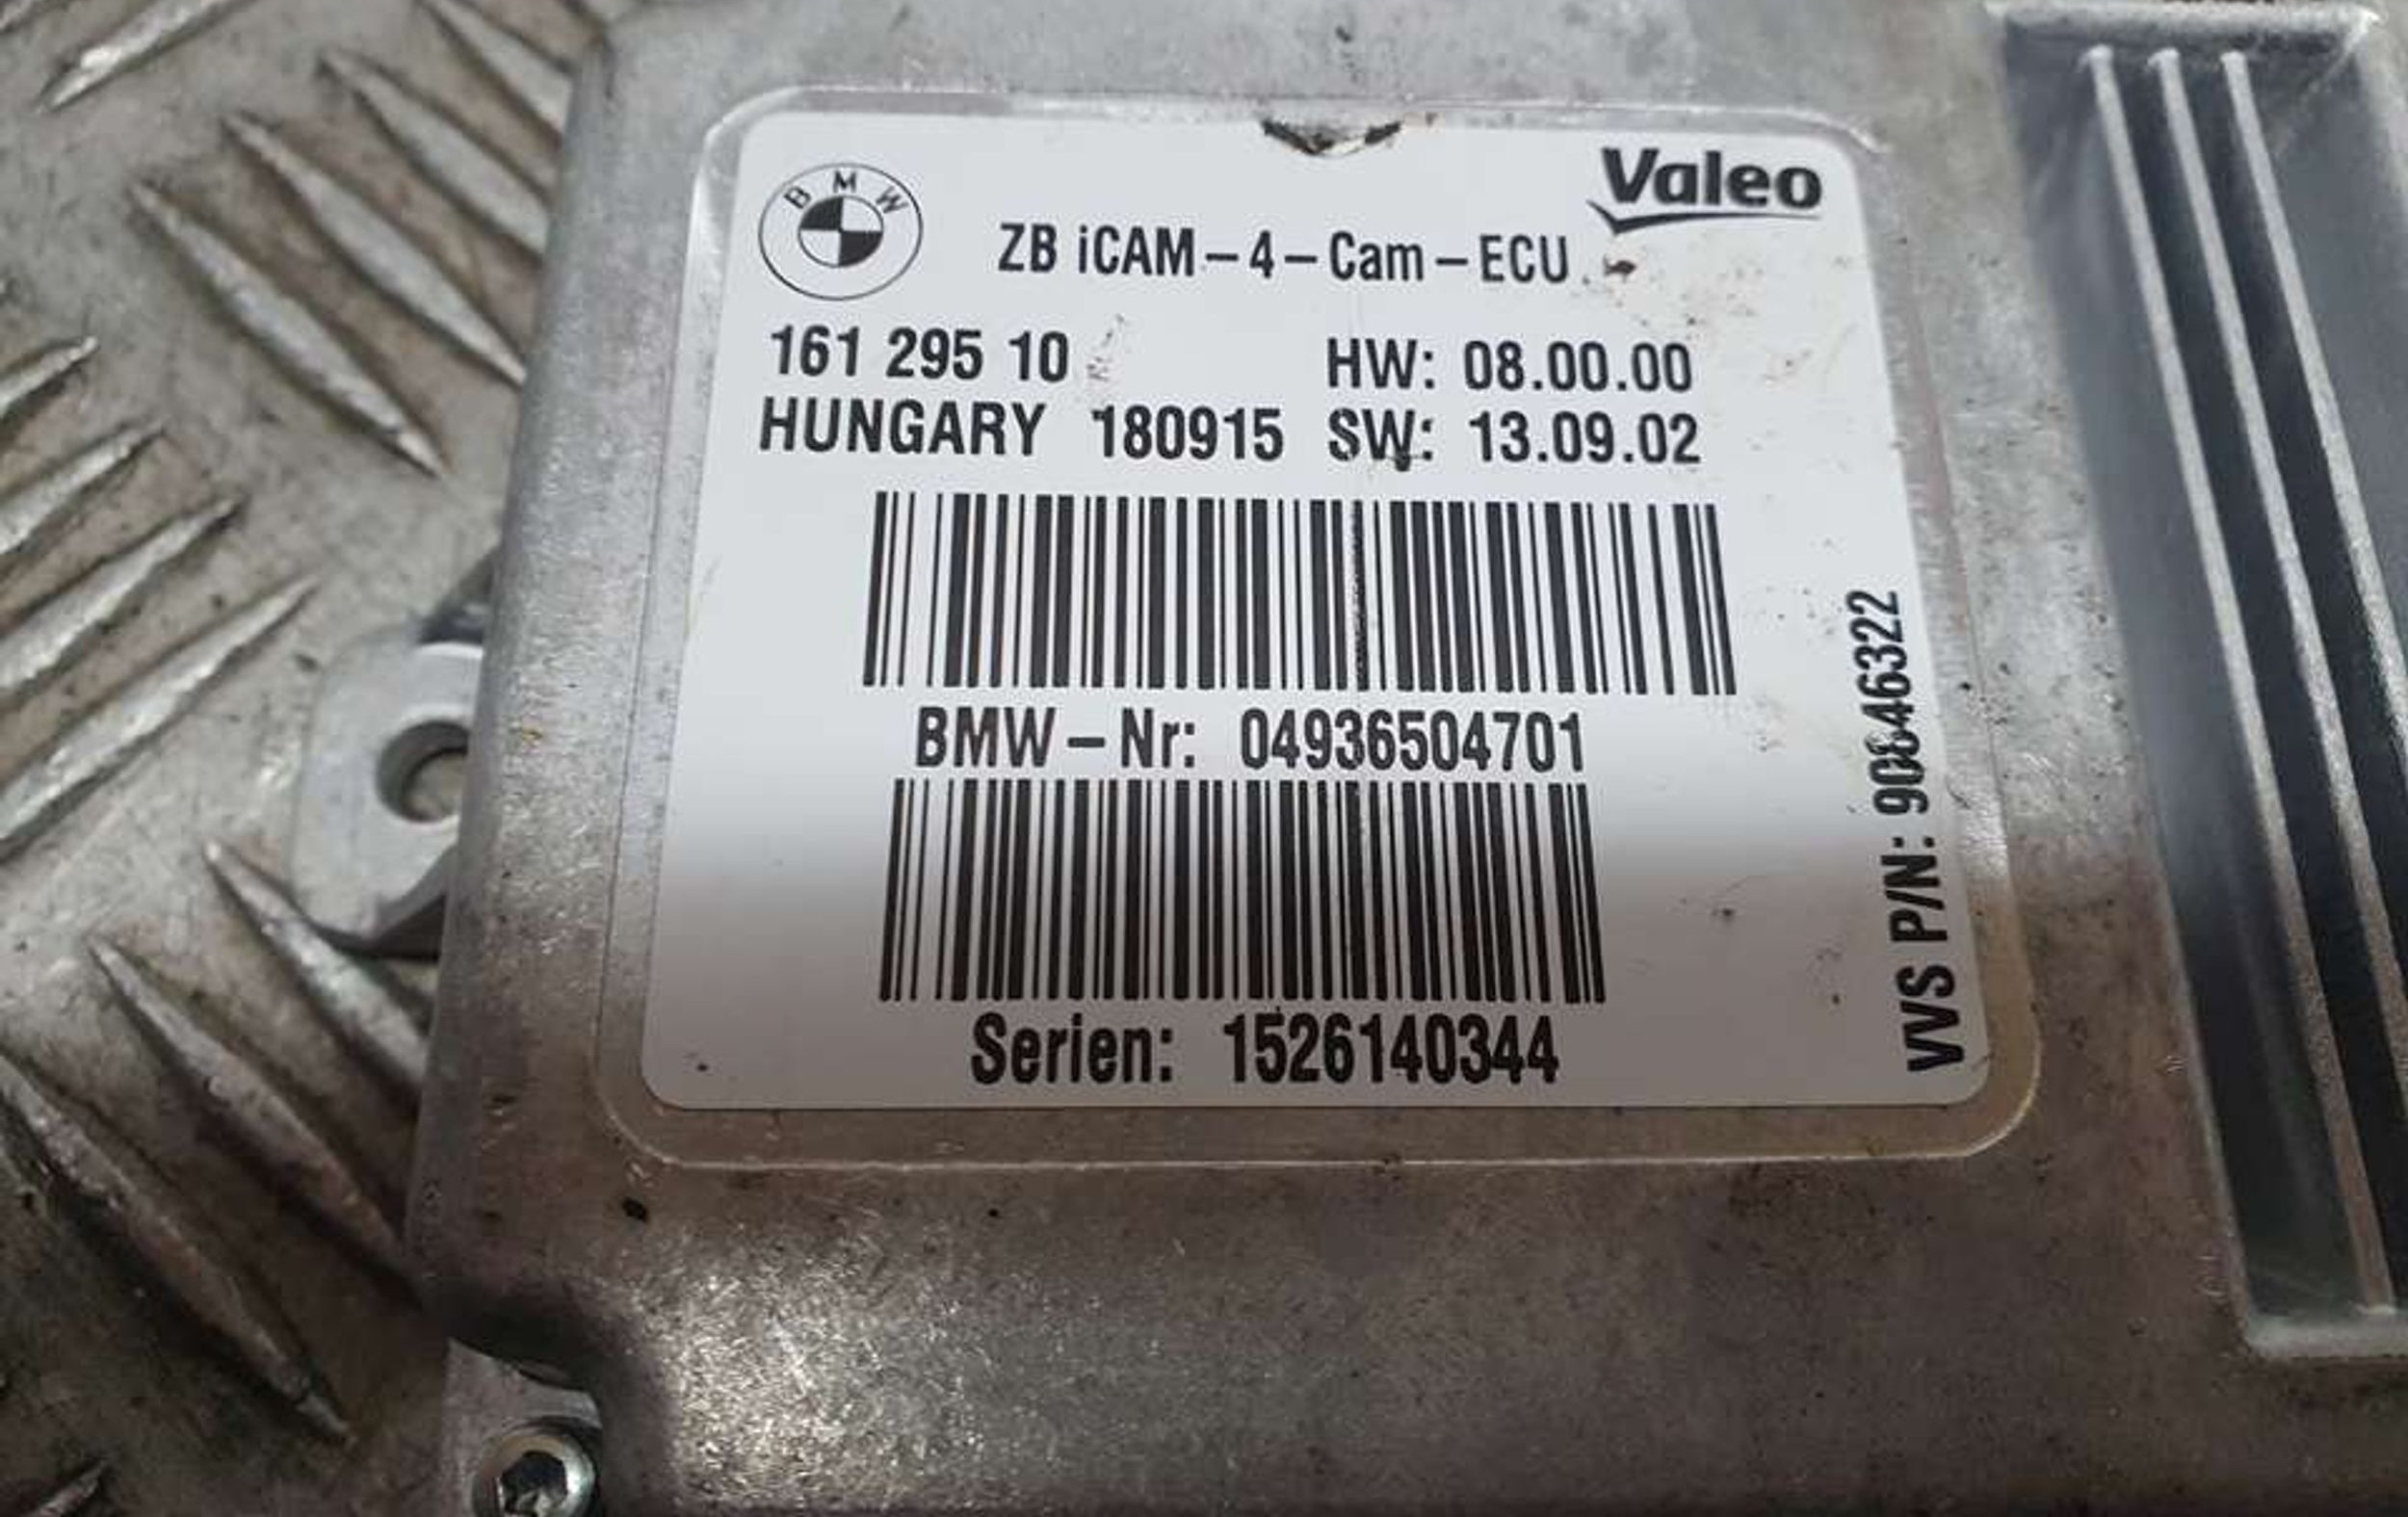 BMW
Valeo
ZB iCAM-4-Cam-ECU
161 295 10 HW: 08.00.00
HUNGARY 180915 SW: 13.09.02
BMW-Nr: 04936504701
Serien: 1526140344
VVS P/N: 90846322